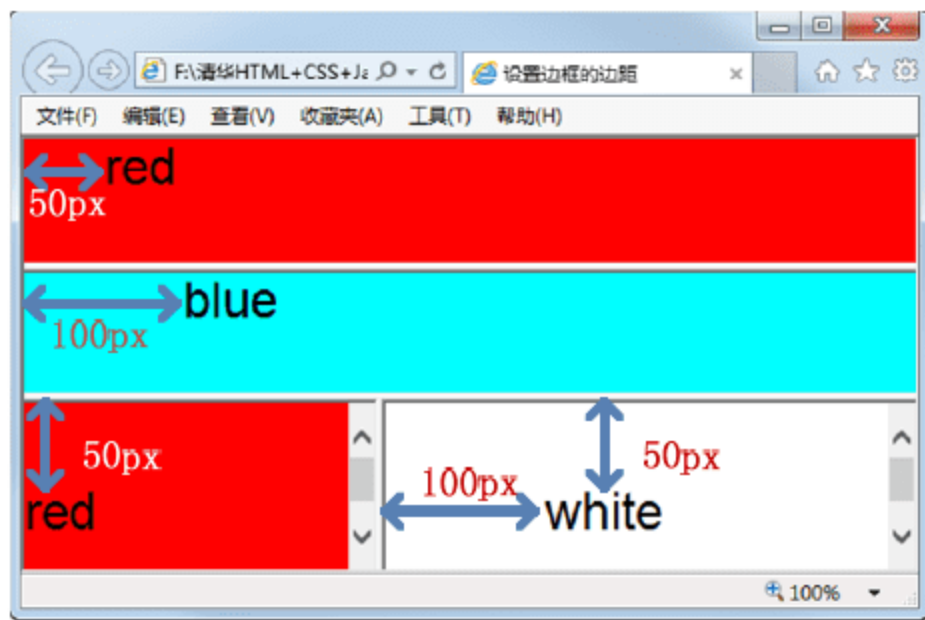 F:\清华HTML+CSS+Ja
设置边框的边距
文件(F) 编辑(E) 查看(V) 收藏夹(A) 工具(T) 帮助(H)
red
50px
blue
100px
50px
50px
100px
red
white
100%